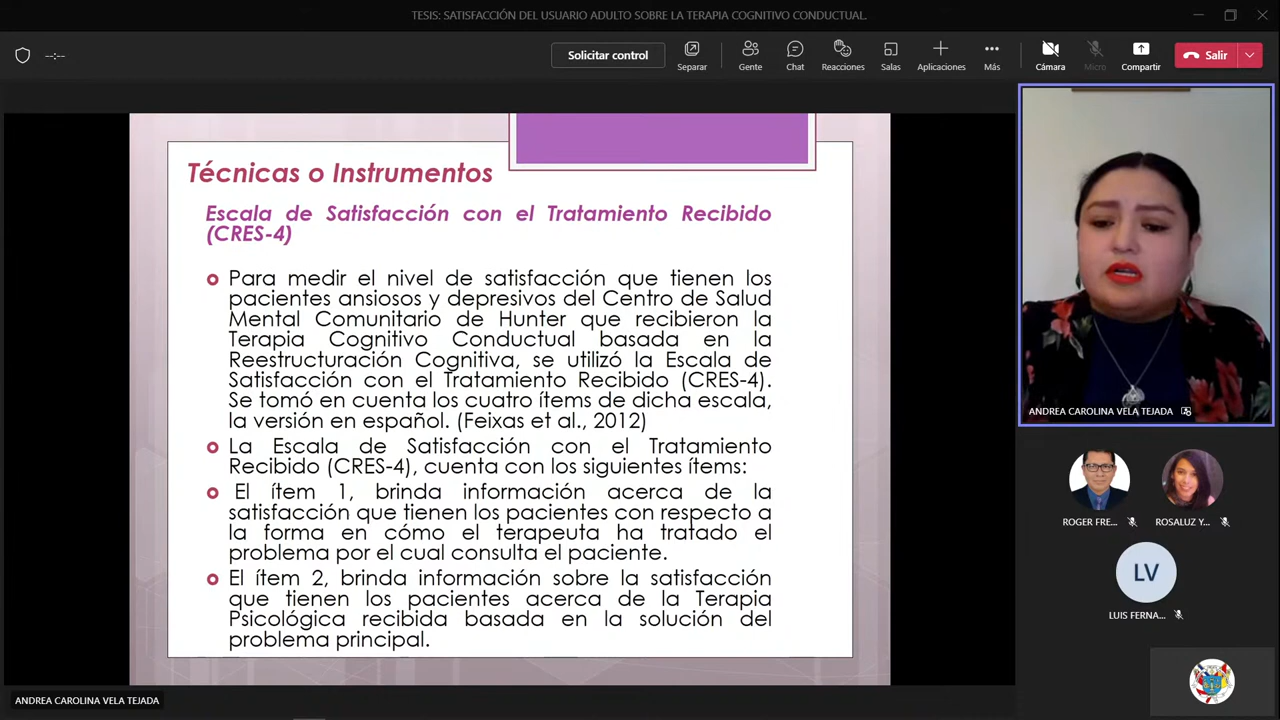 TESIS: SATISFACCIÓN DEL USUARIO ADULTO SOBRE LA TERAPIA COGNITIVO CONDUCTUAL.
--:--
Solicitar control
Separar
Gente
Chat
Reacciones
Salas
Aplicaciones
Más
Cámara
Micro
Compartir
Salir
Técnicas o Instrumentos
Escala de Satisfacción con el Tratamiento Recibido
(CRES-4)
Para medir el nivel de satisfacción que tienen los
pacientes ansiosos y depresivos del Centro de Salud
Mental Comunitario de Hunter que recibieron la
Terapia Cognitivo Conductual basada en la
Reestructuración Cognitiva, se utilizó la Escala de
Satisfacción con el Tratamiento Recibido (CRES-4).
Se tomó en cuenta los cuatro ítems de dicha escala,
la versión en español. (Feixas et al., 2012)
La Escala de Satisfacción con el Tratamiento
Recibido (CRES-4), cuenta con los siguientes ítems:
El ítem 1, brinda información acerca de la
satisfacción que tienen los pacientes con respecto a
la forma en cómo el terapeuta ha tratado el
problema por el cual consulta el paciente.
El ítem 2, brinda información sobre la satisfacción
que tienen los pacientes acerca de la Terapia
Psicológica recibida basada en la solución del
problema principal.
ANDREA CAROLINA VELA TEJADA
ROGER FRE...
ROSALUZ Y...
LV
LUIS FERNA...
ANDREA CAROLINA VELA TEJADA